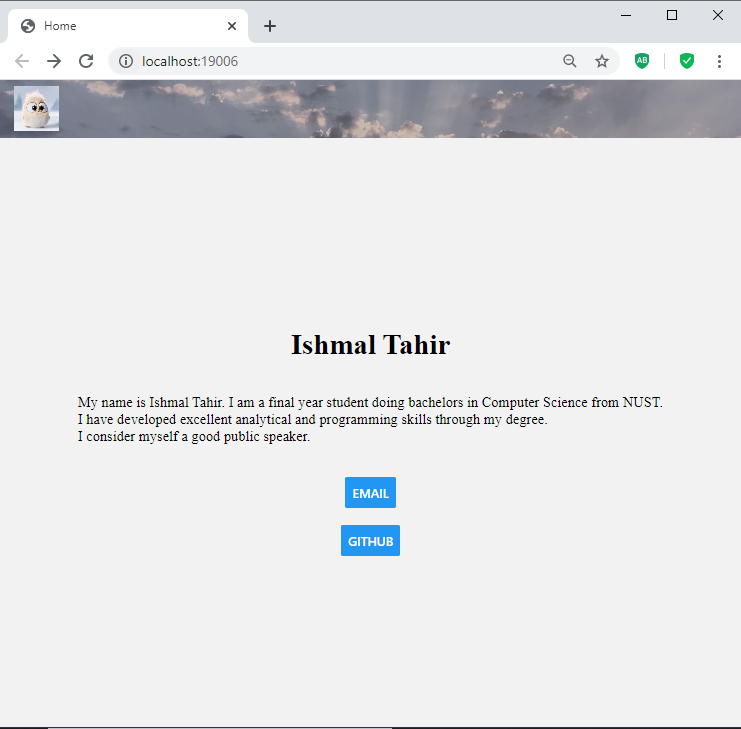 Home
localhost:19006
AB
Ishmal Tahir
My name is Ishmal Tahir. I am a final year student doing bachelors in Computer Science from NUST.
I have developed excellent analytical and programming skills through my degree.
I consider myself a good public speaker.
EMAIL
GITHUB